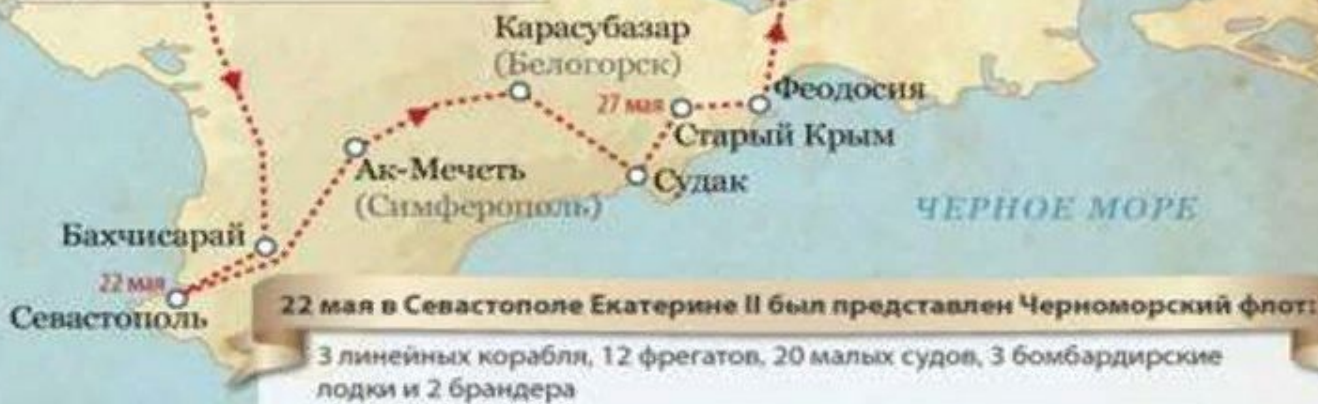 Карасубазар
(Белогорск)
27 мая
Феодосия
Старый Крым
Ак-Мечеть
(Симферополь)
Судак
ЧЕРНОЕ МОРЕ
Бахчисарай
22 мая
Севастополь
22 мая в Севастополе Екатерине II был представлен Черноморский флот:
3 линейных корабля, 12 фрегатов, 20 малых судов, 3 бомбардирские
лодки и 2 брандера